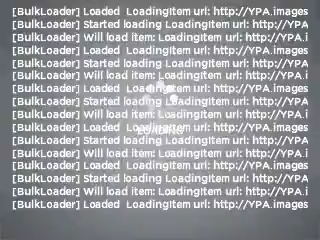 [BulkLoader] Loaded LoadingItem url: http://YPA.images
[BulkLoader] Started loading LoadingItem url: http://YPA
[BulkLoader] Will load item: LoadingItem url: http://YPA.i
[BulkLoader] Loaded LoadingItem url: http://YPA.images
[BulkLoader] Started loading LoadingItem url: http://YPA
[BulkLoader] Will load item: LoadingItem url: http://YPA.i
[BulkLoader] Loaded LoadingItem url: http://YPA.images
[BulkLoader] Started loading LoadingItem url: http://YPA
[BulkLoader] Will load item: LoadingItem url: http://YPA.i
[BulkLoader] Loaded LoadingItem url: http://YPA.images
[BulkLoader] Started loading LoadingItem url: http://YPA
[BulkLoader] Will load item: LoadingItem url: http://YPA.i
[BulkLoader] Loaded LoadingItem url: http://YPA.images
[BulkLoader] Started loading LoadingItem url: http://YPA
[BulkLoader] Will load item: LoadingItem url: http://YPA.i
[BulkLoader] Loaded LoadingItem url: http://YPA.images